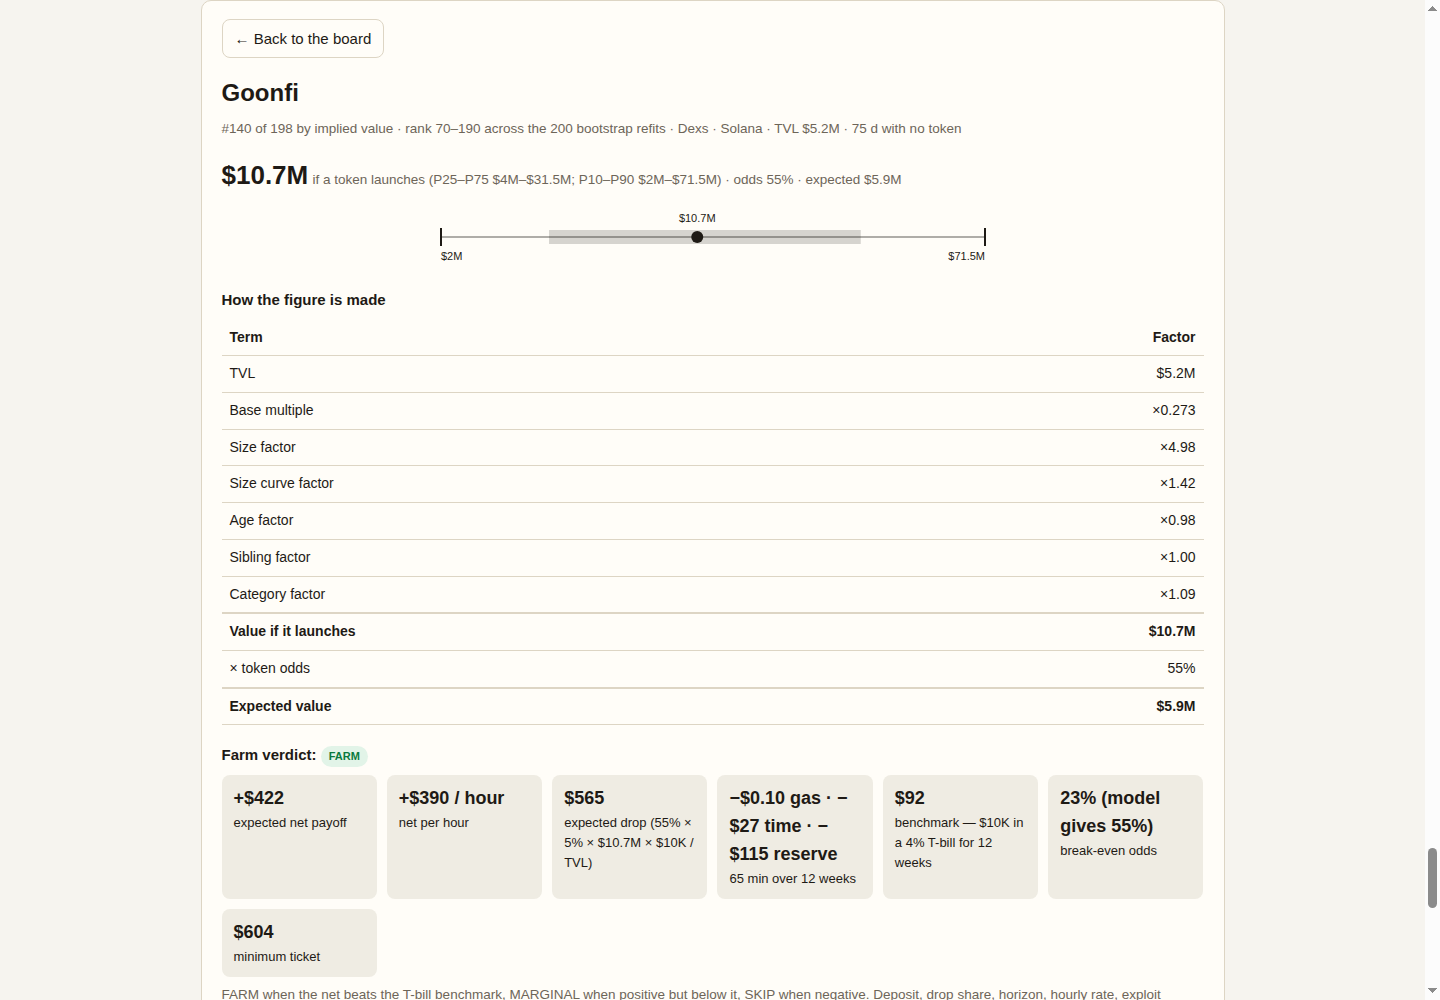 ← Back to the board
Goonfi
#140 of 198 by implied value · rank 70–190 across the 200 bootstrap refits · Dexs · Solana · TVL $5.2M · 75 d with no token
$10.7M if a token launches (P25–P75 $4M–$31.5M; P10–P90 $2M–$71.5M) · odds 55% · expected $5.9M
$10.7M
$2M $71.5M
How the figure is made
Term Factor
TVL $5.2M
Base multiple ×0.273
Size factor ×4.98
Size curve factor ×1.42
Age factor ×0.98
Sibling factor ×1.00
Category factor ×1.09
Value if it launches $10.7M
× token odds 55%
Expected value $5.9M
Farm verdict: FARM
+$422
expected net payoff
+$390 / hour
net per hour
$565
expected drop (55% ×
5% × $10.7M × $10K /
TVL)
−$0.10 gas · −
$27 time · −
$115 reserve
65 min over 12 weeks
$92
benchmark — $10K in
a 4% T-bill for 12
weeks
23% (model
gives 55%)
break-even odds
$604
minimum ticket
FARM when the net beats the T-bill benchmark, MARGINAL when positive but below it, SKIP when negative. Deposit, drop share, horizon, hourly rate, exploit